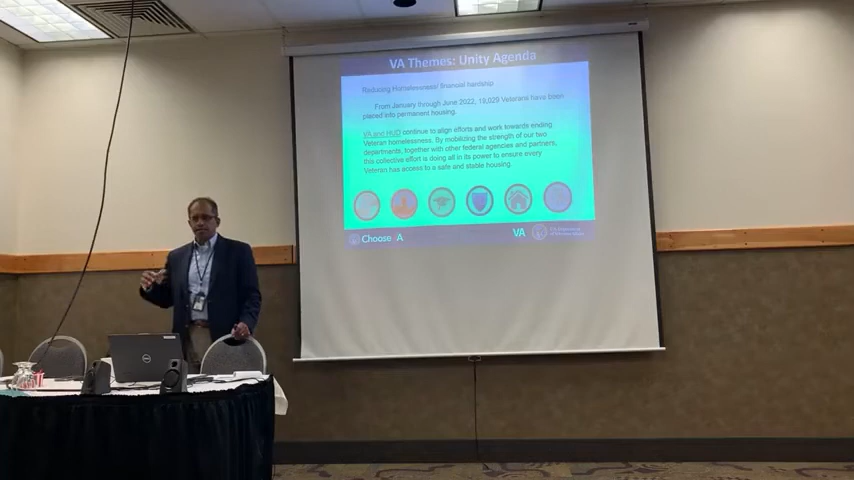 VA Themes: Unity Agenda
Reducing Homelessness/ financial hardship
From January through June 2022, 19,029 Veterans have been
placed into permanent housing.
VA and HUD continue to align efforts and work towards ending
Veteran homelessness. By mobilizing the strength of our two
departments, together with other federal agencies and partners,
this collective effort is doing all in its power to ensure every
Veteran has access to a safe and stable housing.
Choose VA
VA
DELL